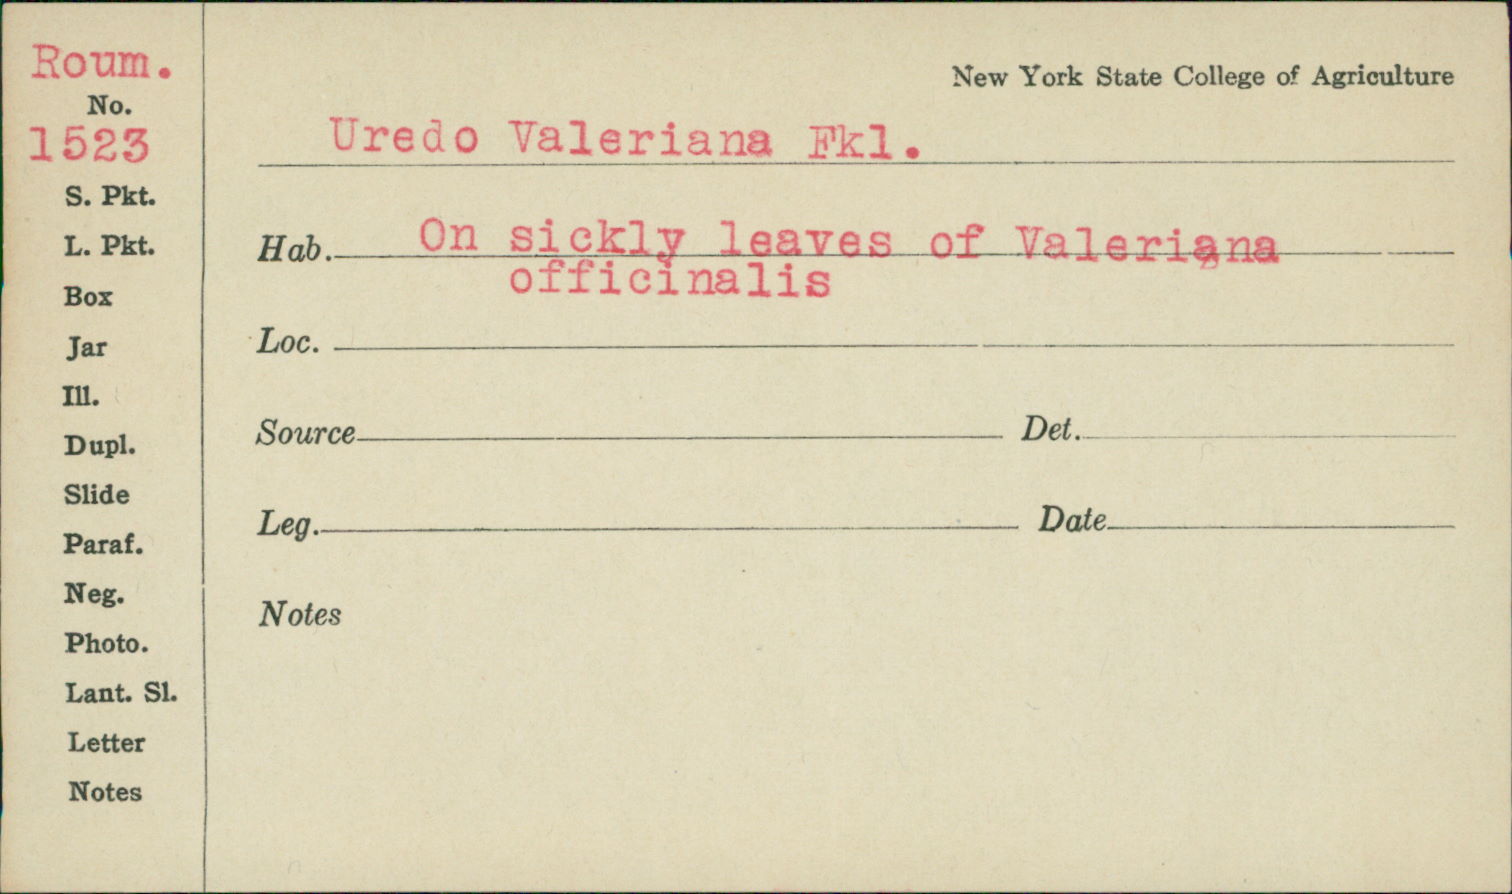 Roum.
No.
1523
S. Pkt.
L. Pkt.
Box
Jar
Ill.
Dupl.
Slide
Paraf.
Neg.
Photo.
Lant. Sl.
Letter
Notes
New York State College of Agriculture
Uredo Valeriana Fkl.
Hab. On sickly leaves of Valeriana
officinalis
Loc.
Source Det.
Leg. Date
Notes